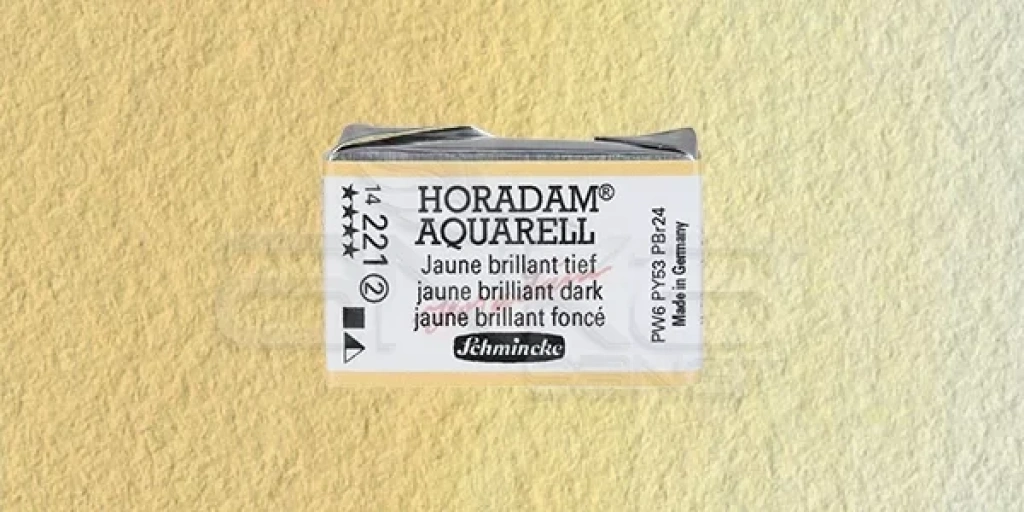 14 221 ②
★★★★
HORADAM®
AQUARELL
Jaune brillant tief
jaune brilliant dark
jaune brillant foncé
Schmincke
PW6 PY53 PBr24
Made in Germany